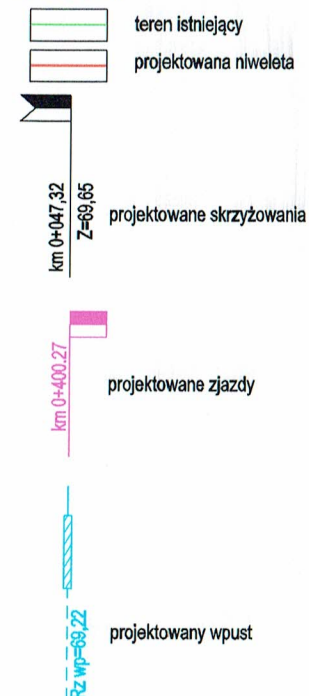 teren istniejący
projektowana niweleta
km 0+047,32
Z=69,65
projektowane skrzyżowania
km 0+400.27
projektowane zjazdy
Rz wp=69,22
projektowany wpust